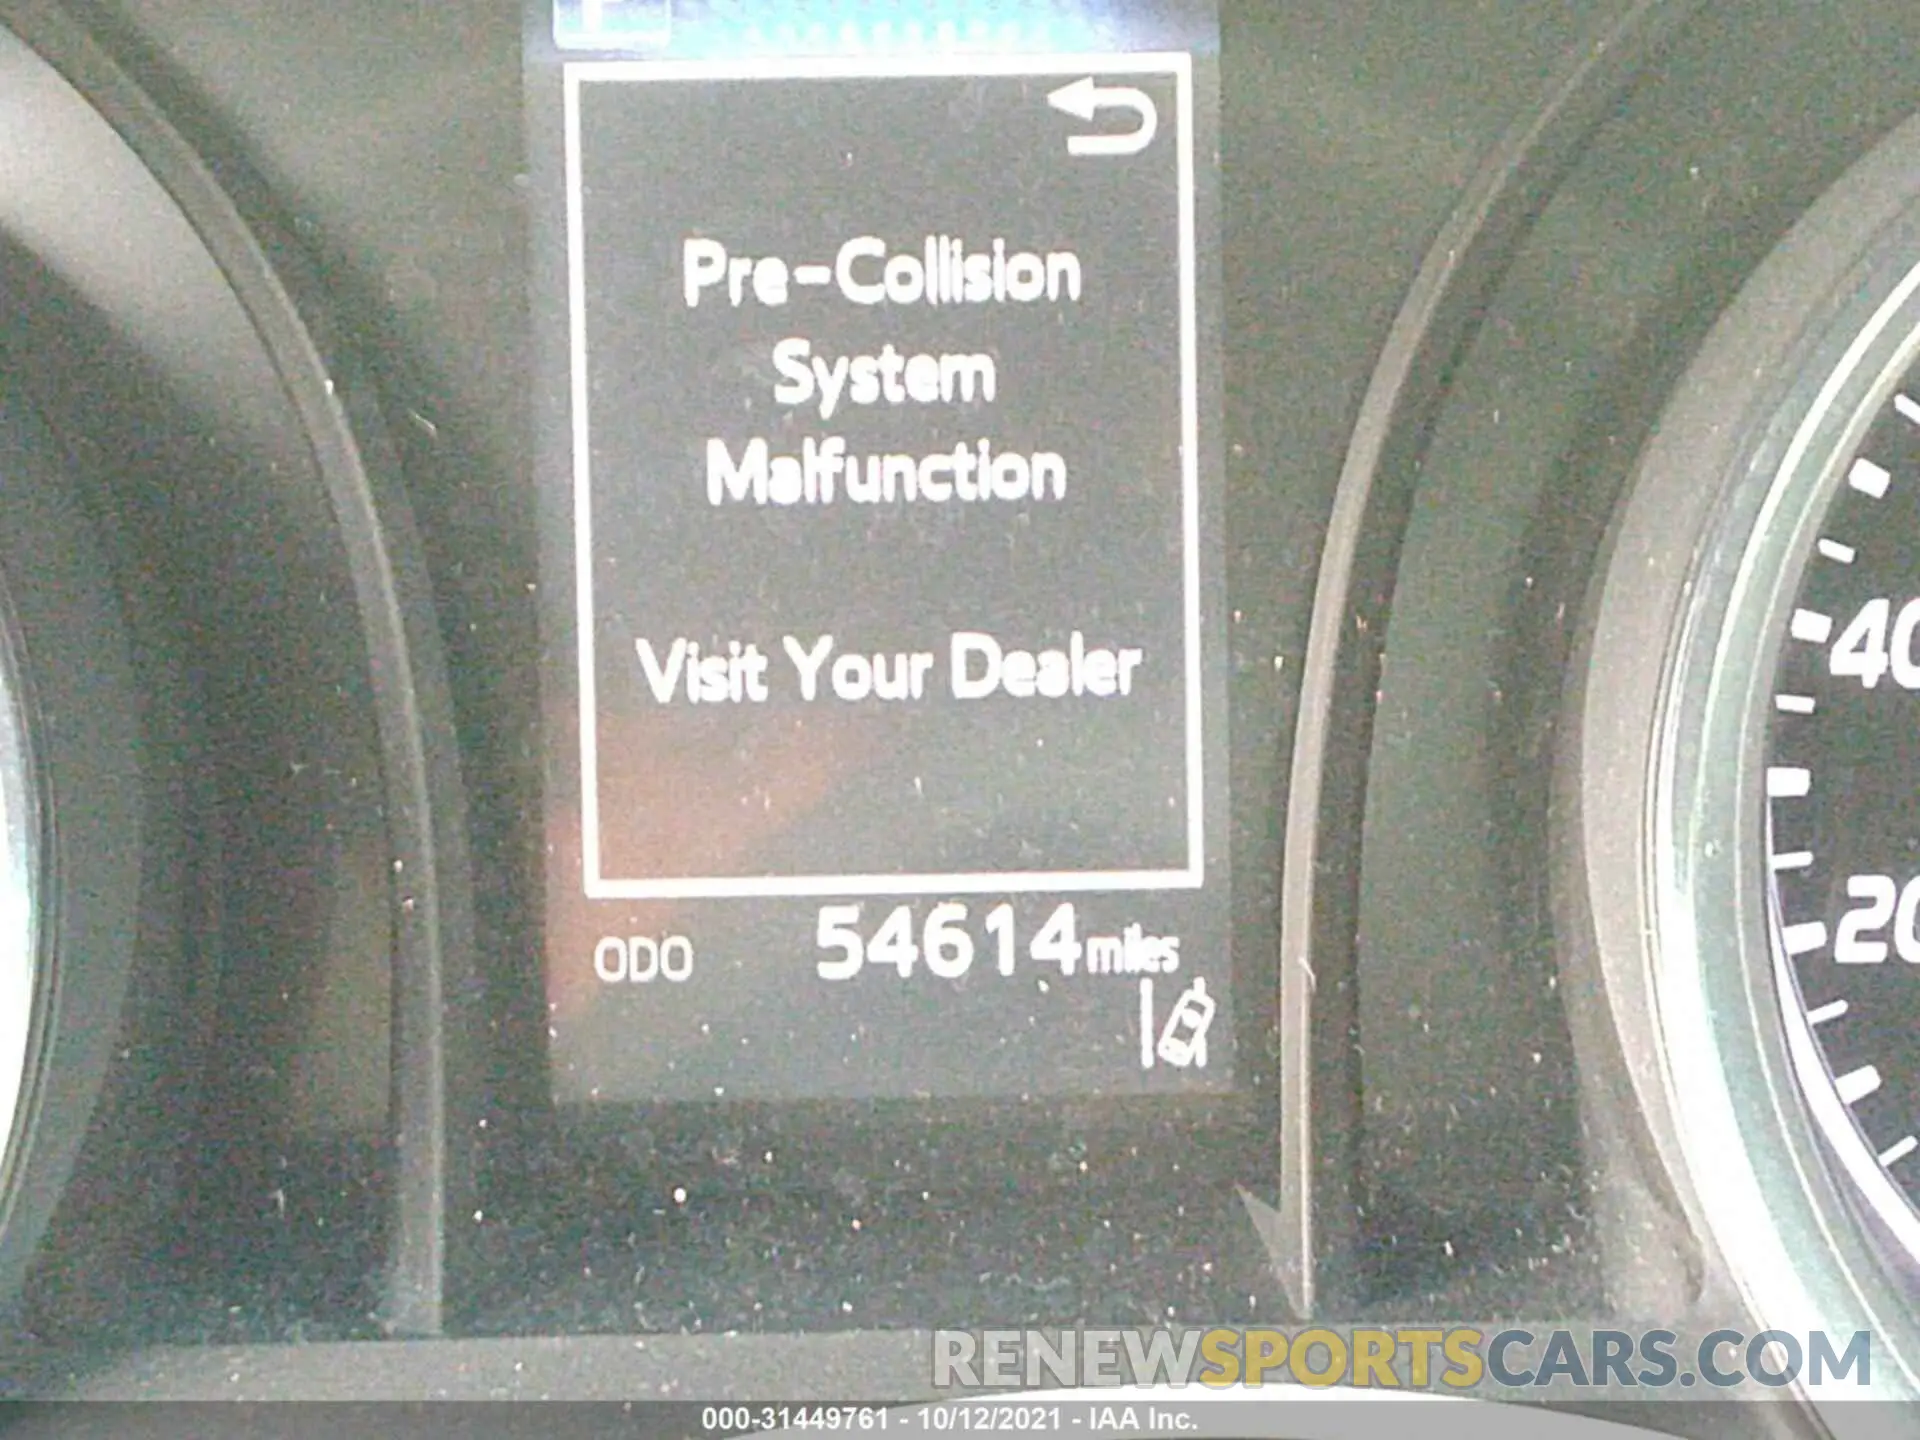 Pre-Collision
System
Malfunction
Visit Your Dealer
ODO 54614 miles
40
20
RENEWSPORTSCARS.COM
000-31449761 - 10/12/2021 - IAA Inc.